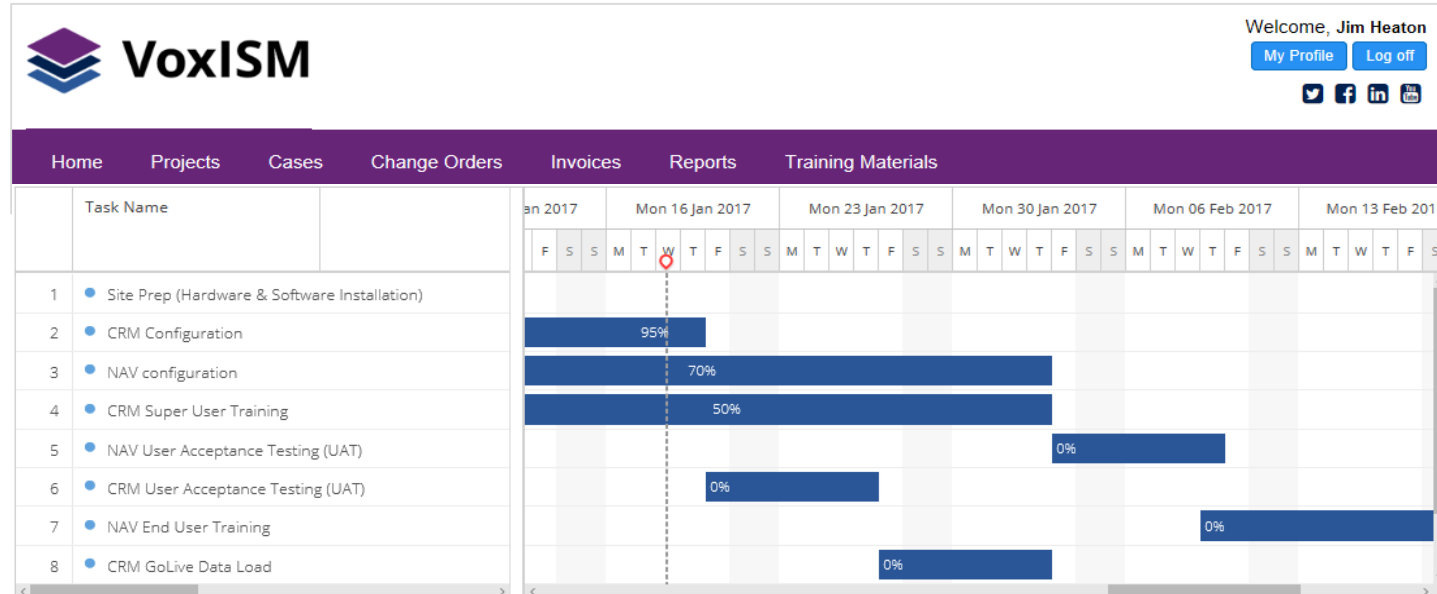 Welcome, Jim Heaton
VoxISM
My Profile Log off
You Tube
Home Projects Cases Change Orders Invoices Reports Training Materials
Task Name
an 2017 Mon 16 Jan 2017 Mon 23 Jan 2017 Mon 30 Jan 2017 Mon 06 Feb 2017 Mon 13 Feb 201
F S S M T W T F S S M T W T F S S M T W T F S S M T W T F S S M T W T F S
1 Site Prep (Hardware & Software Installation)
2 CRM Configuration 95%
3 NAV configuration 70%
4 CRM Super User Training 50%
5 NAV User Acceptance Testing (UAT) 0%
6 CRM User Acceptance Testing (UAT) 0%
7 NAV End User Training 0%
8 CRM GoLive Data Load 0%